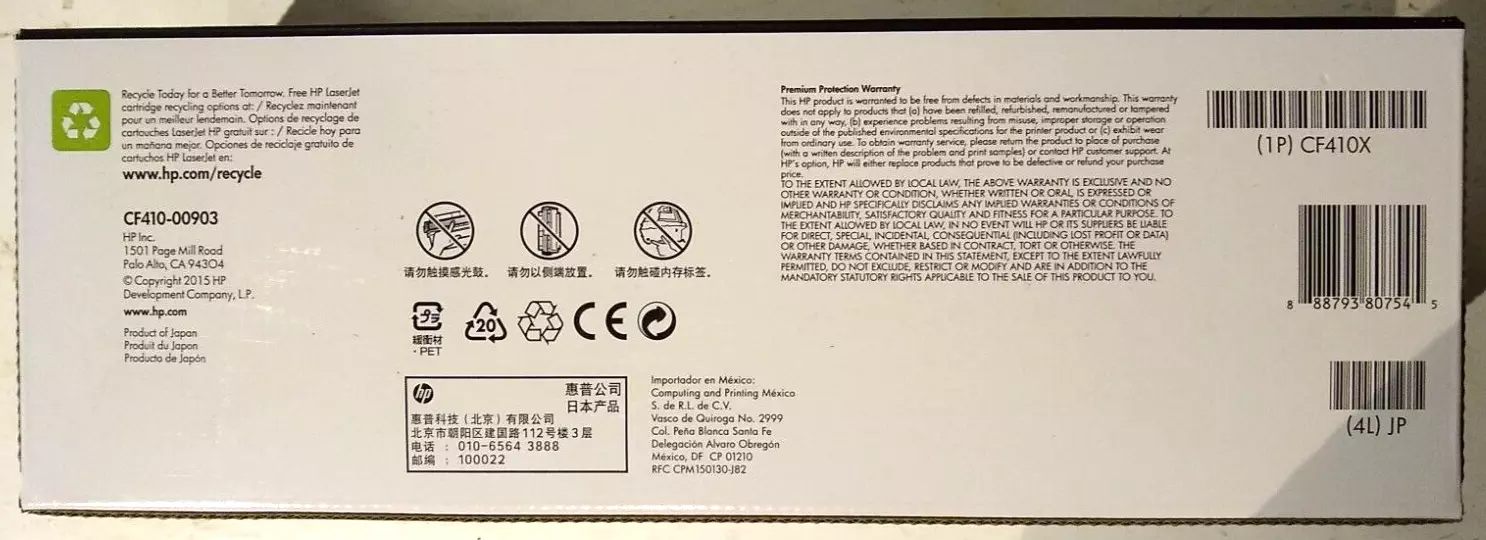 Recycle Today for a Better Tomorrow. Free HP LaserJet
cartridge recycling options at: / Recyclez maintenant
pour un meilleur lendemain. Options de recyclage de
cartouches LaserJet HP gratuit sur : / Recicle hoy para
un mañana mejor. Opciones de reciclaje gratuito de
cartuchos HP LaserJet en:
www.hp.com/recycle
CF410-00903
HP Inc.
1501 Page Mill Road
Palo Alto, CA 94304
© Copyright 2015 HP
Development Company, L.P.
www.hp.com
Product of Japan
Produit du Japon
Producto de Japón
请勿触摸感光鼓。
请勿以侧端放置。
请勿触碰内存标签。
プラ
緩衝材
・PET
20
CE
hp
惠普公司
日本产品
惠普科技（北京）有限公司
北京市朝阳区建国路112号楼3层
电话 : 010-6564 3888
邮编 : 100022
Importador en México:
Computing and Printing México
S. de R.L. de C.V.
Vasco de Quiroga No. 2999
Col. Peña Blanca Santa Fe
Delegación Alvaro Obregón
México, DF CP 01210
RFC CPM150130-J82
Premium Protection Warranty
This HP product is warranted to be free from defects in materials and workmanship. This warranty
does not apply to products that (a) have been refilled, refurbished, remanufactured or tampered
with in any way, (b) experience problems resulting from misuse, improper storage or operation
outside of the published environmental specifications for the printer product or (c) exhibit wear
from ordinary use. To obtain warranty service, please return the product to place of purchase
(with a written description of the problem and print samples) or contact HP customer support. At
HP's option, HP will either replace products that prove to be defective or refund your purchase
price.
TO THE EXTENT ALLOWED BY LOCAL LAW, THE ABOVE WARRANTY IS EXCLUSIVE AND NO
OTHER WARRANTY OR CONDITION, WHETHER WRITTEN OR ORAL, IS EXPRESSED OR
IMPLIED AND HP SPECIFICALLY DISCLAIMS ANY IMPLIED WARRANTIES OR CONDITIONS OF
MERCHANTABILITY, SATISFACTORY QUALITY AND FITNESS FOR A PARTICULAR PURPOSE. TO
THE EXTENT ALLOWED BY LOCAL LAW, IN NO EVENT WILL HP OR ITS SUPPLIERS BE LIABLE
FOR DIRECT, SPECIAL, INCIDENTAL, CONSEQUENTIAL (INCLUDING LOST PROFIT OR DATA)
OR OTHER DAMAGE, WHETHER BASED IN CONTRACT, TORT OR OTHERWISE. THE
WARRANTY TERMS CONTAINED IN THIS STATEMENT, EXCEPT TO THE EXTENT LAWFULLY
PERMITTED, DO NOT EXCLUDE, RESTRICT OR MODIFY AND ARE IN ADDITION TO THE
MANDATORY STATUTORY RIGHTS APPLICABLE TO THE SALE OF THIS PRODUCT TO YOU.
(1P) CF410X
8 88793 80754 5
(4L) JP